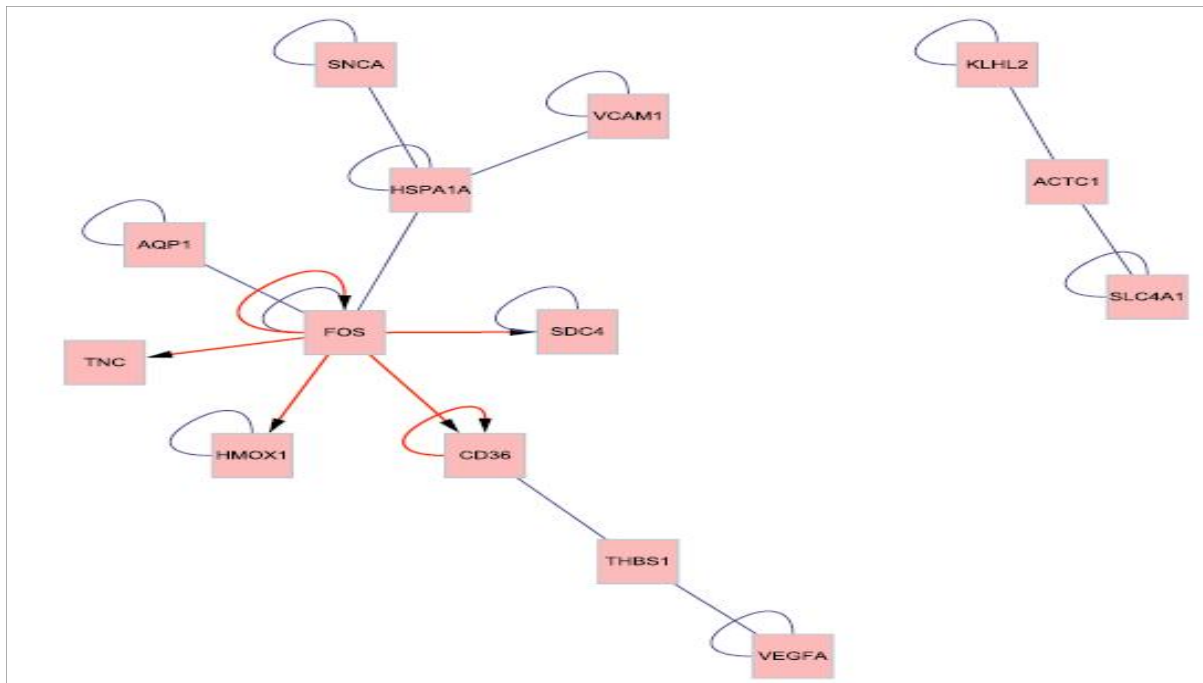 SNCA
KLHL2
VCAM1
HSPA1A
ACTC1
AQP1
SLC4A1
FOS
SDC4
TNC
HMOX1
CD36
THBS1
VEGFA